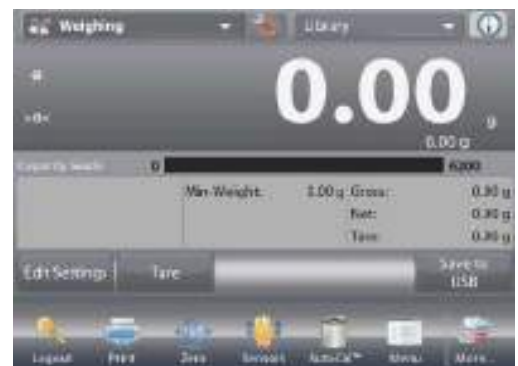 Weighing Library
0.00 g
>0<
0.00 g
0 6200
Min Weight: 0.00 g Gross: 0.00 g
Net: 0.00 g
Tare: 0.00 g
Edit Settings Tare Save to
USB
Logout Print Zero Sensors AutoCal™ Menu More...